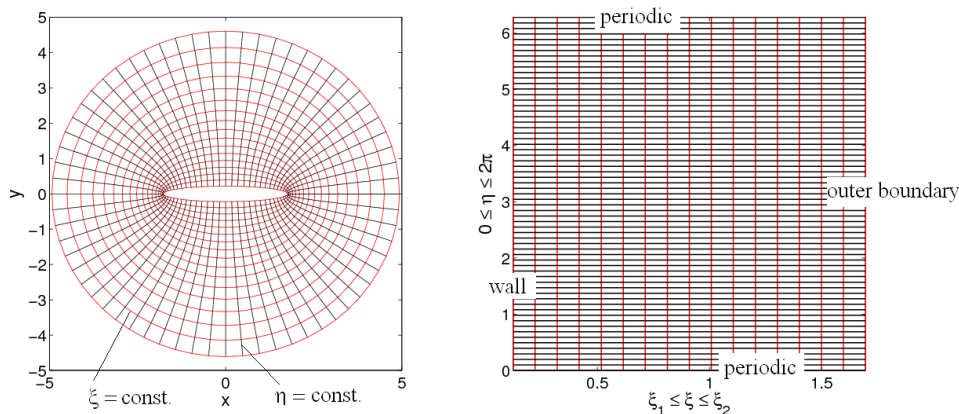 5
4
3
2
1
0
-1
-2
-3
-4
-5
y
-5
0
5
x
ξ = const.
η = const.
periodic
6
5
4
3
2
1
0
0 ≤ η ≤ 2π
outer boundary
wall
periodic
0.5
1
1.5
ξ₁ ≤ ξ ≤ ξ₂